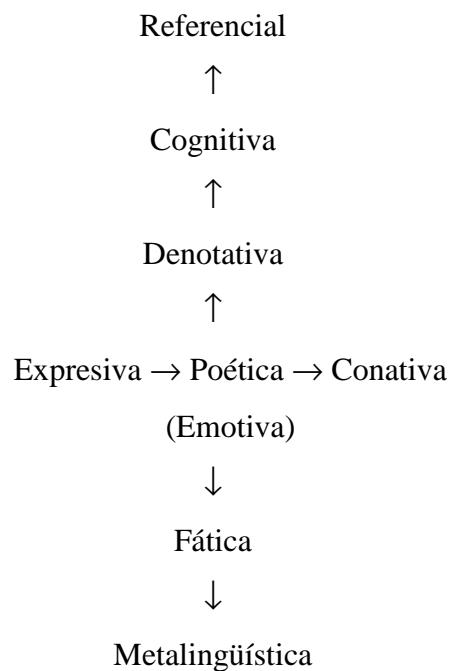 Referencial
↑
Cognitiva
↑
Denotativa
↑
Expresiva → Poética → Conativa
(Emotiva)
↓
Fática
↓
Metalingüística